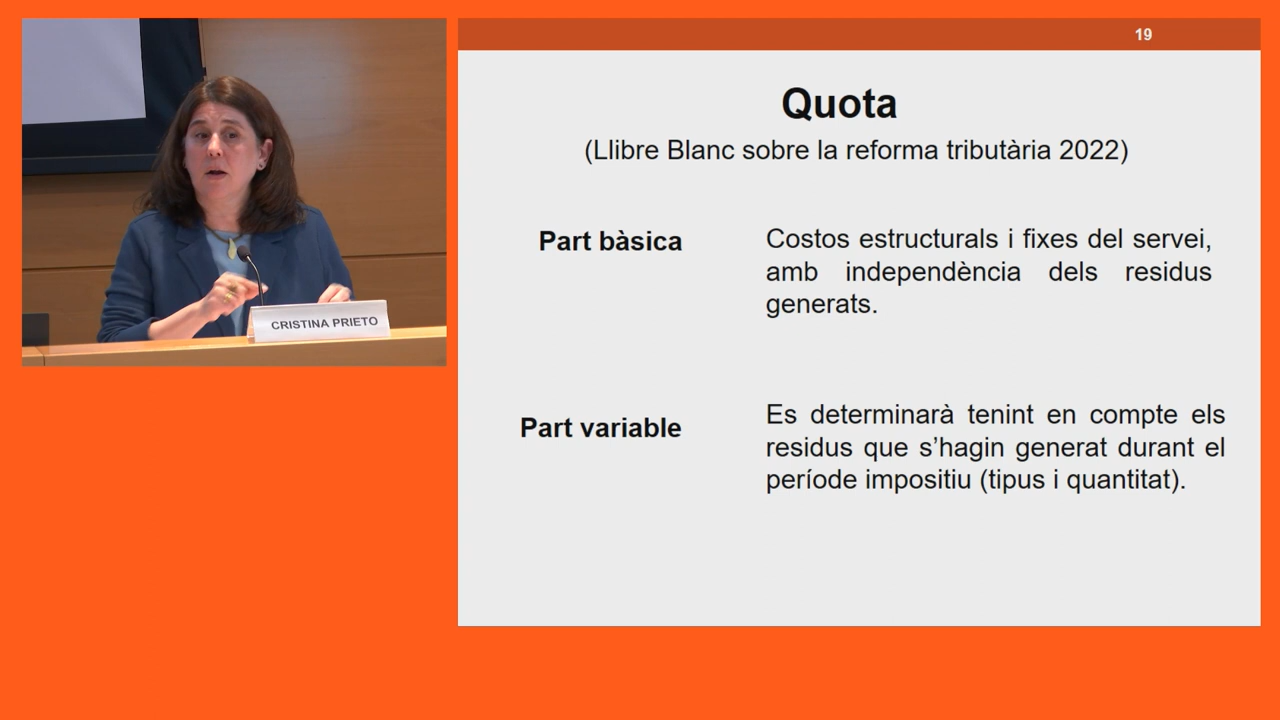 19
Quota
(Llibre Blanc sobre la reforma tributària 2022)
Part bàsica
Costos estructurals i fixes del servei,
amb independència dels residus
generats.
Part variable
Es determinarà tenint en compte els
residus que s’hagin generat durant el
període impositiu (tipus i quantitat).
CRISTINA PRIETO